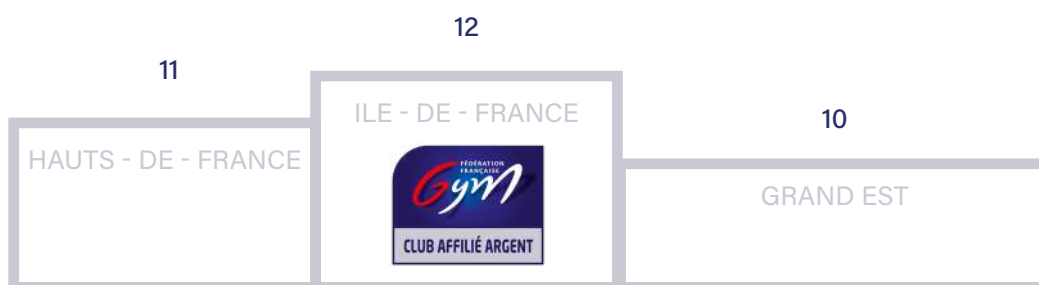 12
11
10
ILE - DE - FRANCE
HAUTS - DE - FRANCE
GRAND EST
FÉDÉRATION
FRANÇAISE
Gym
CLUB AFFILIÉ ARGENT